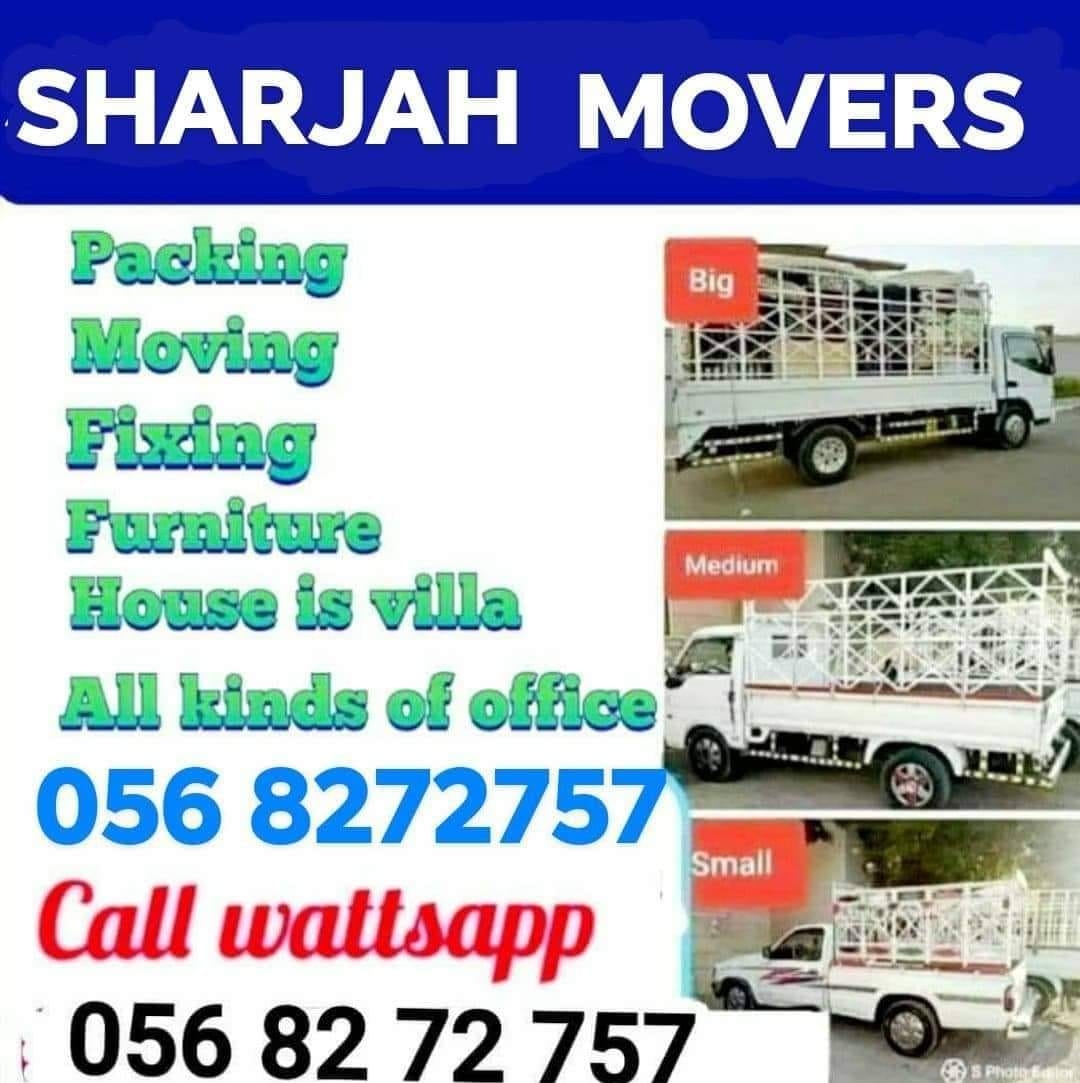 SHARJAH MOVERS
Packing
Moving
Fixing
Furniture
House is villa
All kinds of office
056 8272757
Call wattsapp
056 82 72 757
Big
Medium
Small
S Photo Editor